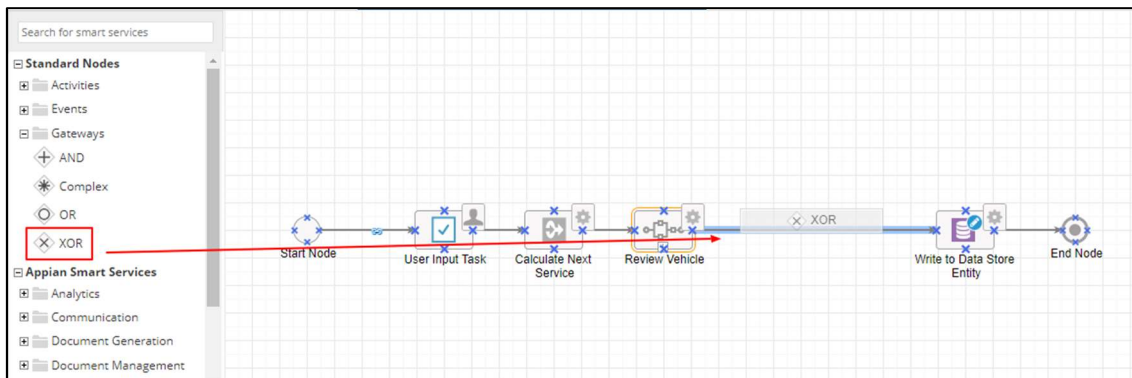 Search for smart services
Standard Nodes
Activities
Events
Gateways
AND
Complex
OR
XOR
Appian Smart Services
Analytics
Communication
Document Generation
Document Management
XOR
Start Node
User Input Task
Calculate Next
Service
Review Vehicle
Write to Data Store
Entity
End Node